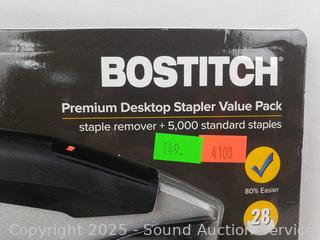 BOSTITCH®
Premium Desktop Stapler Value Pack
staple remover + 5,000 standard staples
149.
4100
80% Easier
28
Copyright 2025 - Sound Auction Service